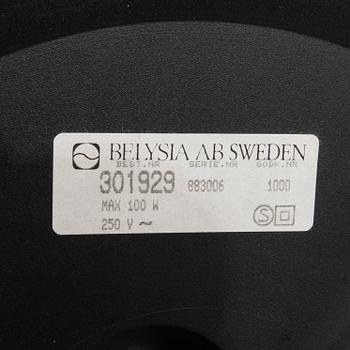 BELYSIA AB SWEDEN
BEST.NR SERIE.NR GODK.NR
301929 883006 1000
MAX 100 W
250 V ~
S